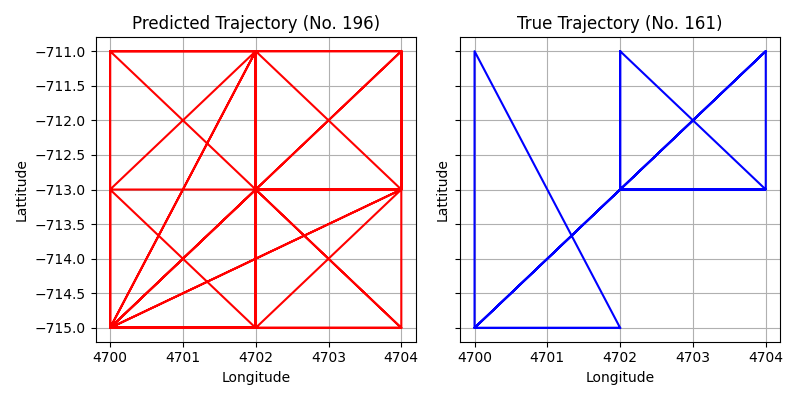 Predicted Trajectory (No. 196)
True Trajectory (No. 161)
−711.0
−711.5
−712.0
−712.5
−713.0
−713.5
−714.0
−714.5
−715.0
Lattitude
Lattitude
4700 4701 4702 4703 4704
4700 4701 4702 4703 4704
Longitude
Longitude